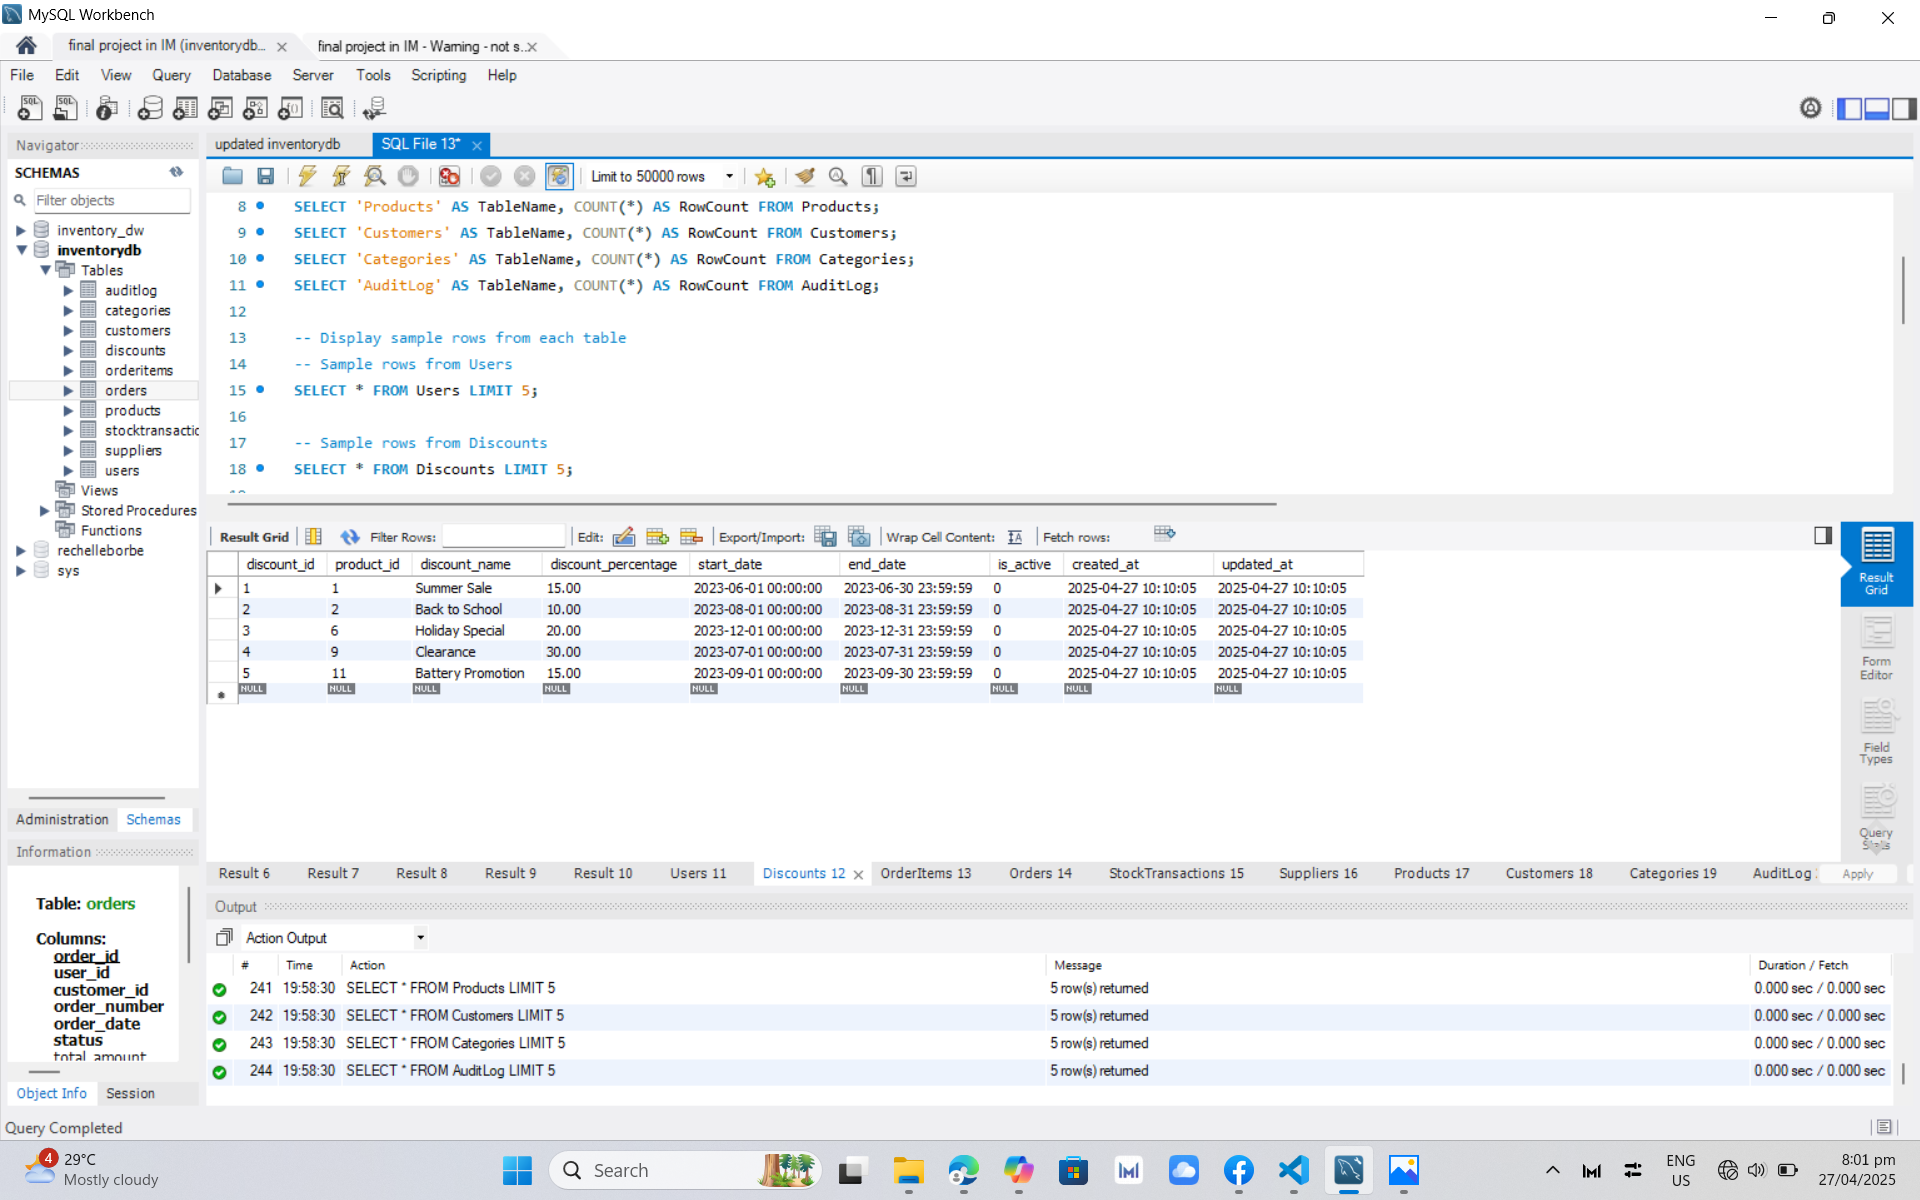 MySQL Workbench
final project in IM (inventorydb...
final project in IM - Warning - not s...
File Edit View Query Database Server Tools Scripting Help
Navigator
SCHEMAS
Filter objects
inventory_dw
inventorydb
Tables
auditlog
categories
customers
discounts
orderitems
orders
products
stocktransactio
suppliers
users
Views
Stored Procedures
Functions
rechelleborbe
sys
Administration Schemas
Information
Table: orders
Columns:
order_id
user_id
customer_id
order_number
order_date
status
total_amount
Object Info Session
Query Completed
updated inventorydb SQL File 13*
Limit to 50000 rows
8 SELECT 'Products' AS TableName, COUNT(*) AS RowCount FROM Products;
9 SELECT 'Customers' AS TableName, COUNT(*) AS RowCount FROM Customers;
10 SELECT 'Categories' AS TableName, COUNT(*) AS RowCount FROM Categories;
11 SELECT 'AuditLog' AS TableName, COUNT(*) AS RowCount FROM AuditLog;
12
13 -- Display sample rows from each table
14 -- Sample rows from Users
15 SELECT * FROM Users LIMIT 5;
16
17 -- Sample rows from Discounts
18 SELECT * FROM Discounts LIMIT 5;
Result Grid Filter Rows: Edit: Export/Import: Wrap Cell Content: Fetch rows:
discount_id product_id discount_name discount_percentage start_date end_date is_active created_at updated_at
1 1 Summer Sale 15.00 2023-06-01 00:00:00 2023-06-30 23:59:59 0 2025-04-27 10:10:05 2025-04-27 10:10:05
2 2 Back to School 10.00 2023-08-01 00:00:00 2023-08-31 23:59:59 0 2025-04-27 10:10:05 2025-04-27 10:10:05
3 6 Holiday Special 20.00 2023-12-01 00:00:00 2023-12-31 23:59:59 0 2025-04-27 10:10:05 2025-04-27 10:10:05
4 9 Clearance 30.00 2023-07-01 00:00:00 2023-07-31 23:59:59 0 2025-04-27 10:10:05 2025-04-27 10:10:05
5 11 Battery Promotion 15.00 2023-09-01 00:00:00 2023-09-30 23:59:59 0 2025-04-27 10:10:05 2025-04-27 10:10:05
NULL NULL NULL NULL NULL NULL NULL NULL NULL
Result Grid
Form Editor
Field Types
Query Stats
Result 6 Result 7 Result 8 Result 9 Result 10 Users 11 Discounts 12 OrderItems 13 Orders 14 StockTransactions 15 Suppliers 16 Products 17 Customers 18 Categories 19 AuditLog Apply
Output
Action Output
# Time Action Message Duration / Fetch
241 19:58:30 SELECT * FROM Products LIMIT 5 5 row(s) returned 0.000 sec / 0.000 sec
242 19:58:30 SELECT * FROM Customers LIMIT 5 5 row(s) returned 0.000 sec / 0.000 sec
243 19:58:30 SELECT * FROM Categories LIMIT 5 5 row(s) returned 0.000 sec / 0.000 sec
244 19:58:30 SELECT * FROM AuditLog LIMIT 5 5 row(s) returned 0.000 sec / 0.000 sec
4
29°C
Mostly cloudy
Search
ENG
US
8:01 pm
27/04/2025